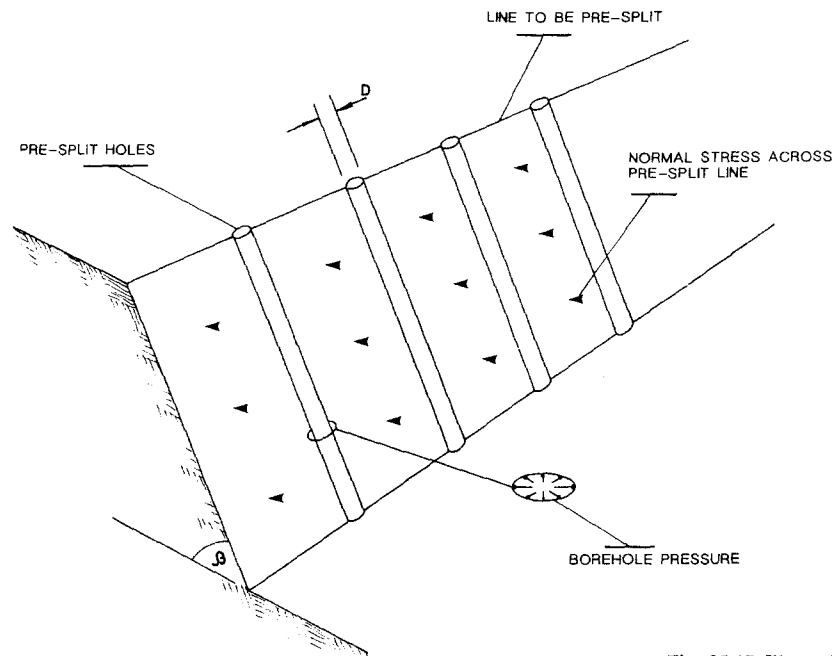 LINE TO BE PRE-SPLIT
D
PRE-SPLIT HOLES
NORMAL STRESS ACROSS
PRE-SPLIT LINE
β
BOREHOLE PRESSURE